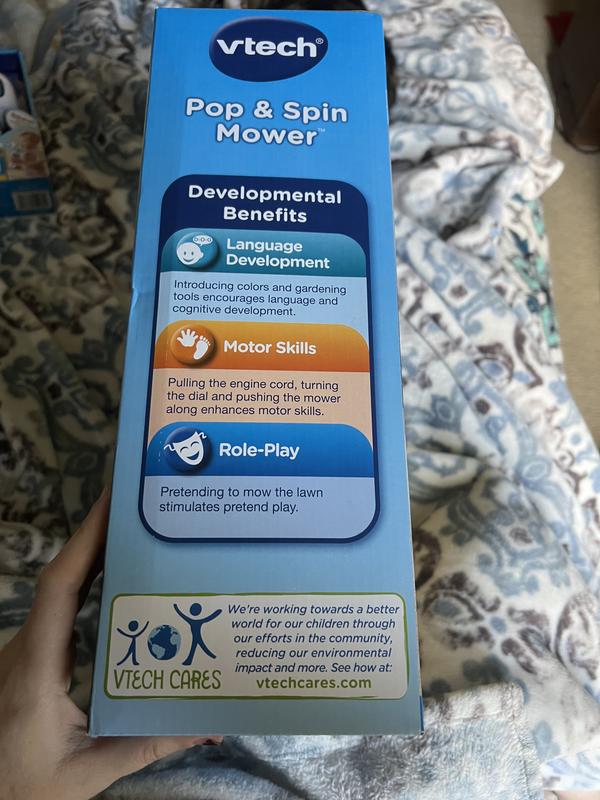 vtech®
Pop & Spin
Mower™
Developmental
Benefits
Language
Development
Introducing colors and gardening
tools encourages language and
cognitive development.
Motor Skills
Pulling the engine cord, turning
the dial and pushing the mower
along enhances motor skills.
Role-Play
Pretending to mow the lawn
stimulates pretend play.
We're working towards a better
world for our children through
our efforts in the community,
reducing our environmental
impact and more. See how at:
vtechcares.com
VTECH CARES